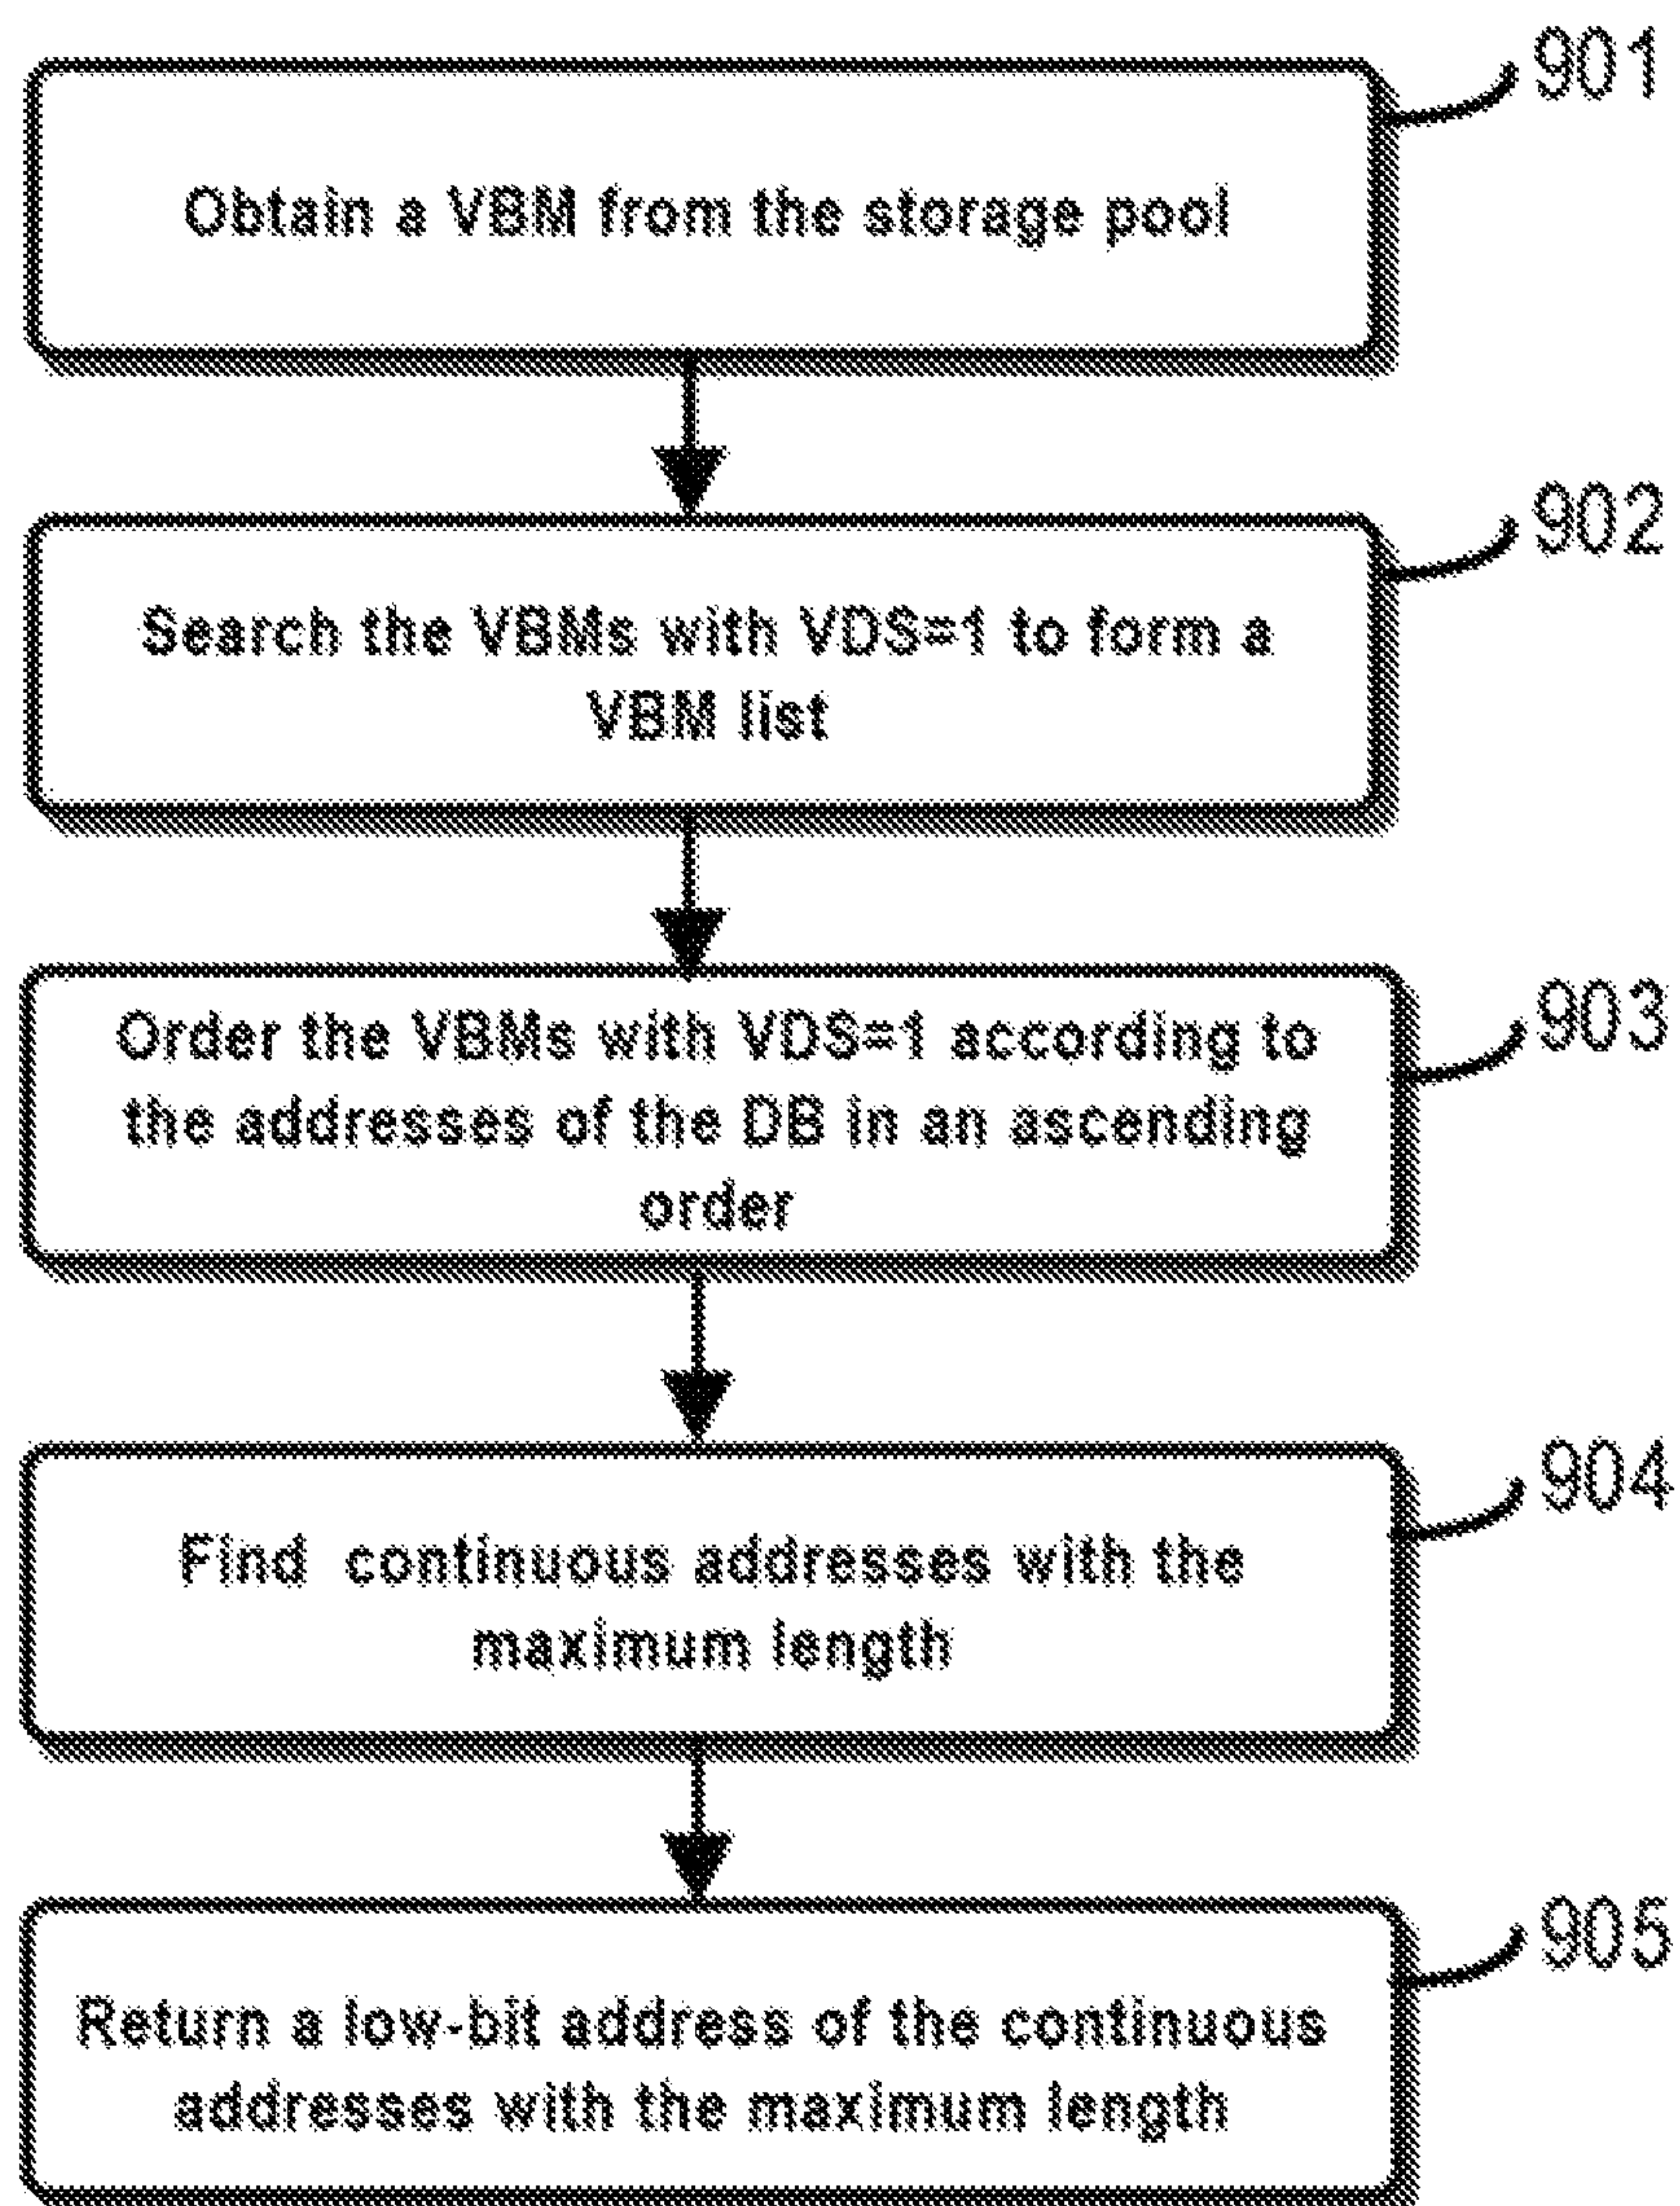 901
Obtain a VBM from the storage pool
902
Search the VBMs with VDS=1 to form a
VBM list
903
Order the VBMs with VDS=1 according to
the addresses of the DB in an ascending
order
904
Find continuous addresses with the
maximum length
905
Return a low-bit address of the continuous
addresses with the maximum length